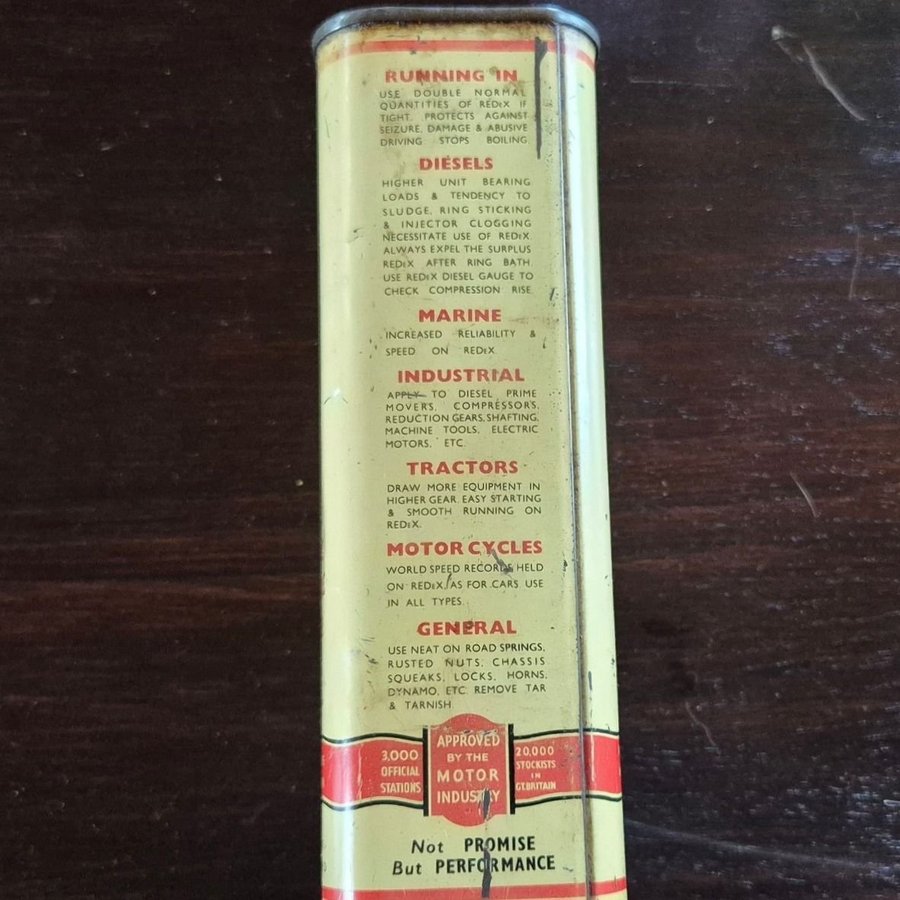 RUNNING IN
USE DOUBLE NORMAL
QUANTITIES OF REDeX IF
TIGHT. PROTECTS AGAINST
SEIZURE, DAMAGE & ABUSIVE
DRIVING STOPS BOILING.
DIESELS
HIGHER UNIT BEARING
LOADS & TENDENCY TO
SLUDGE, RING STICKING
& INJECTOR CLOGGING
NECESSITATE USE OF REDeX.
ALWAYS EXPEL THE SURPLUS
REDeX AFTER RING BATH.
USE REDeX DIESEL GAUGE TO
CHECK COMPRESSION RISE.
MARINE
INCREASED RELIABILITY &
SPEED ON REDeX.
INDUSTRIAL
APPLY TO DIESEL PRIME
MOVERS, COMPRESSORS,
REDUCTION GEARS, SHAFTING,
MACHINE TOOLS, ELECTRIC
MOTORS, ETC.
TRACTORS
DRAW MORE EQUIPMENT IN
HIGHER GEAR. EASY STARTING
& SMOOTH RUNNING ON
REDeX.
MOTOR CYCLES
WORLD SPEED RECORDS HELD
ON REDeX. AS FOR CARS USE
IN ALL TYPES.
GENERAL
USE NEAT ON ROAD SPRINGS,
RUSTED NUTS, CHASSIS
SQUEAKS, LOCKS, HORNS,
DYNAMO, ETC. REMOVE TAR
& TARNISH.
3,000
OFFICIAL
STATIONS
APPROVED
BY THE
MOTOR
INDUSTRY
20,000
STOCKISTS
IN
GT. BRITAIN
Not PROMISE
But PERFORMANCE